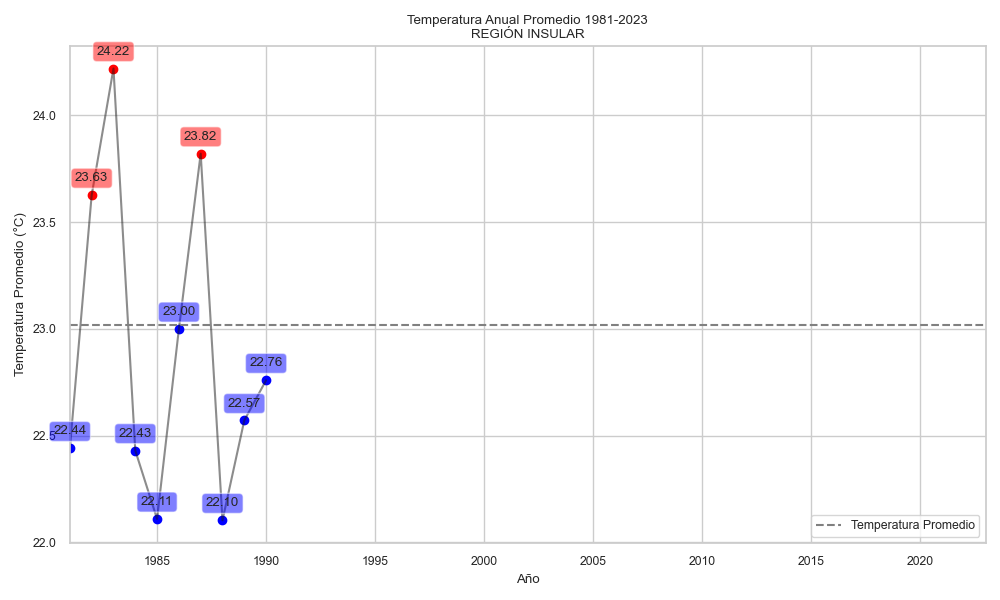 Temperatura Anual Promedio 1981-2023
REGIÓN INSULAR
24.22
24.0
23.82
23.63
23.5
23.00
23.0
22.76
22.57
22.5
22.44
22.43
22.11
22.10
22.0
Temperatura Promedio (°C)
Temperatura Promedio
1985 1990 1995 2000 2005 2010 2015 2020
Año